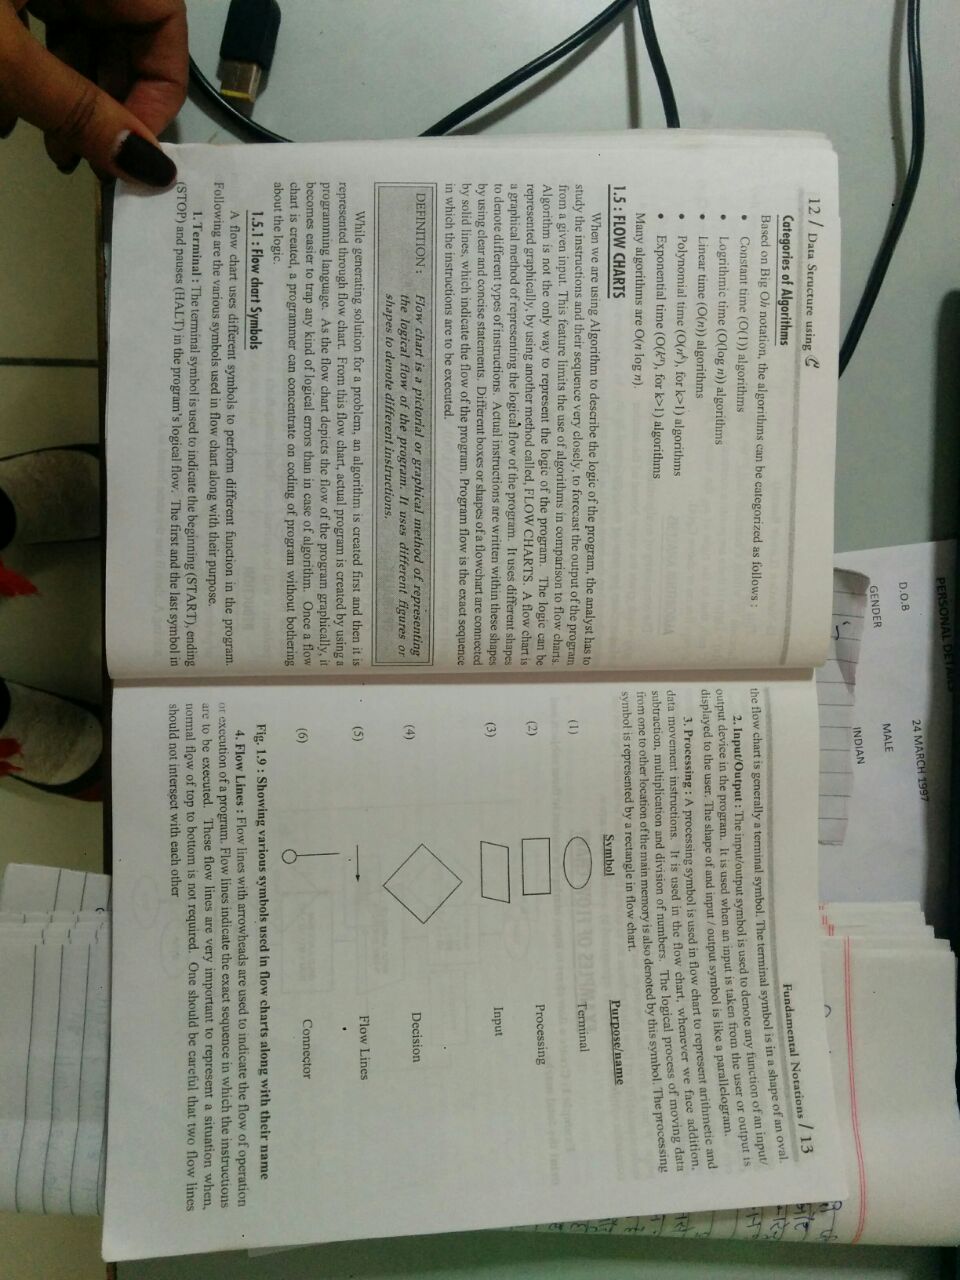 12 / Data Structure using C
Categories of Algorithms
Based on Big Oh notation, the algorithms can be categorized as follows :
• Constant time (O(1)) algorithms
• Logrithmic time (O(log n)) algorithms
• Linear time (O(n)) algorithms
• Polynomial time (O(nᵏ), for k>1) algorithms
• Exponential time (O(kⁿ), for k>1) algorithms
Many algorithms are O(n log n).
1.5 : FLOW CHARTS
When we are using Algorithm to describe the logic of the program, the analyst has to
study the instructions and their sequence very closely, to forecast the output of the program
from a given input. This feature limits the use of algorithms in comparison to flow charts.
Algorithm is not the only way to represent the logic of the program. The logic can be
represented graphically, by using another method called, FLOW CHARTS. A flow chart is
a graphical method of representing the logical flow of the program. It uses different shapes
to denote different types of instructions. Actual instructions are written within these shapes
by using clear and concise statements. Different boxes or shapes of a flowchart are connected
by solid lines, which indicate the flow of the program. Program flow is the exact sequence
in which the instructions are to be executed.
DEFINITION : Flow chart is a pictorial or graphical method of representing
the logical flow of the program. It uses different figures or
shapes to denote different instructions.
While generating solution for a problem, an algorithm is created first and then it is
represented through flow chart. From this flow chart, actual program is created by using a
programming language. As the flow chart depicts the flow of the program graphically, it
becomes easier to trap any kind of logical errors than in case of algorithm. Once a flow
chart is created, a programmer can concentrate on coding of program without bothering
about the logic.
1.5.1 : Flow chart Symbols
A flow chart uses different symbols to perform different function in the program.
Following are the various symbols used in flow chart along with their purpose.
1. Terminal : The terminal symbol is used to indicate the beginning (START), ending
(STOP) and pauses (HALT) in the program's logical flow. The first and the last symbol in
Fundamental Notations / 13
the flow chart is generally a terminal symbol. The terminal symbol is in a shape of an oval.
2. Input/Output : The input/output symbol is used to denote any function of an input/
output device in the program. It is used when an input is taken from the user or output is
displayed to the user. The shape of and input / output symbol is like a parallelogram.
3. Processing : A processing symbol is used in flow chart to represent arithmetic and
data movement instructions. It is used in the flow chart, whenever we face addition,
subtraction, multiplication and division of numbers. The logical process of moving data
from one to other location of the main memory is also denoted by this symbol. The processing
symbol is represented by a rectangle in flow chart.
Symbol Purpose/name
(1) Terminal
(2) Processing
(3) Input
(4) Decision
(5) Flow Lines
(6) Connector
Fig. 1.9 : Showing various symbols used in flow charts along with their name
4. Flow Lines : Flow lines with arrowheads are used to indicate the flow of operation
or execution of a program. Flow lines indicate the exact sequence in which the instructions
are to be executed. These flow lines are very important to represent a situation when,
normal flow of top to bottom is not required. One should be careful that two flow lines
should not intersect with each other
PERSONAL DETAILS
D.O.B 24 MARCH 1997
GENDER MALE
INDIAN